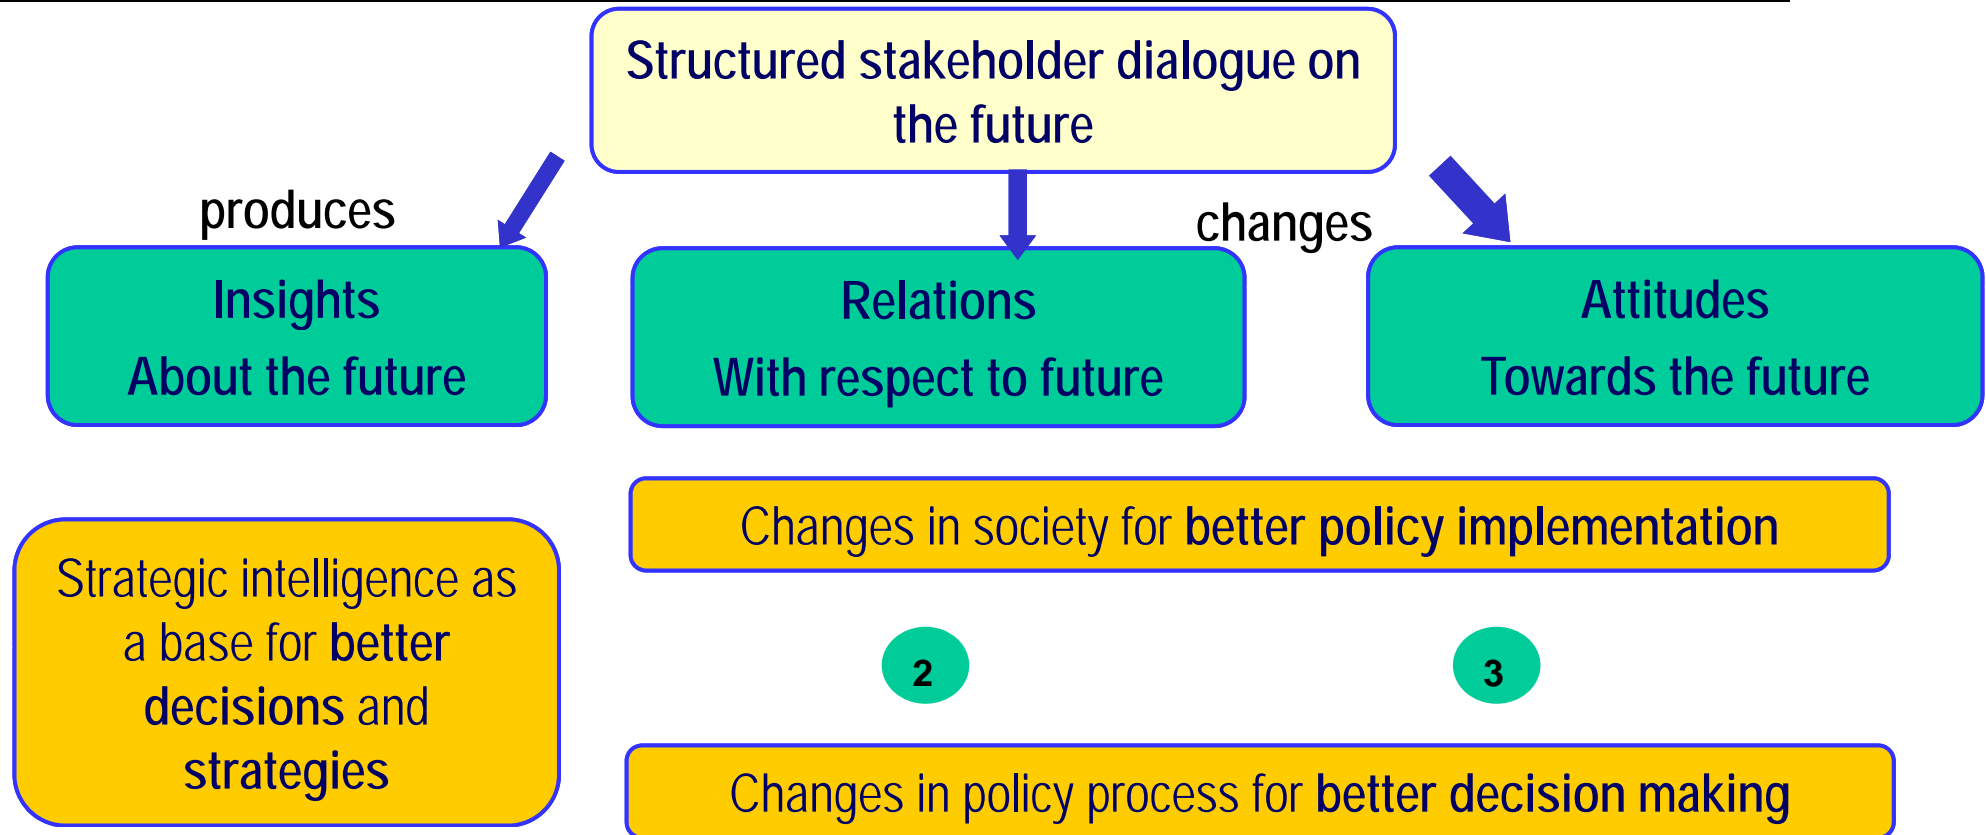 Structured stakeholder dialogue on
the future
produces
changes
Insights
About the future
Relations
With respect to future
Attitudes
Towards the future
Strategic intelligence as
a base for better
decisions and
strategies
Changes in society for better policy implementation
2
3
Changes in policy process for better decision making